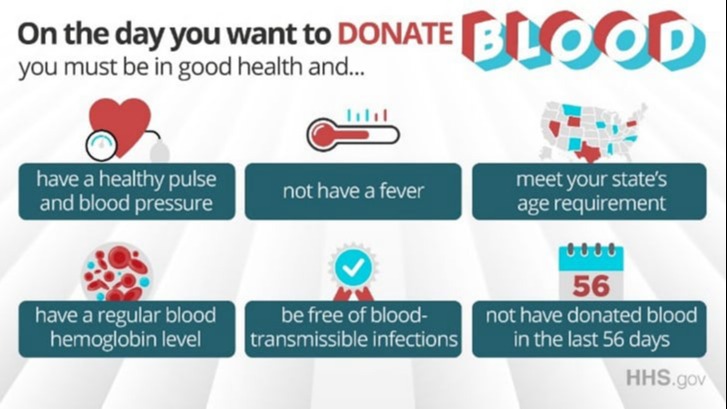 On the day you want to DONATE BLOOD
you must be in good health and...
have a healthy pulse
and blood pressure
not have a fever
meet your state's
age requirement
have a regular blood
hemoglobin level
be free of blood-
transmissible infections
56
not have donated blood
in the last 56 days
HHS.gov